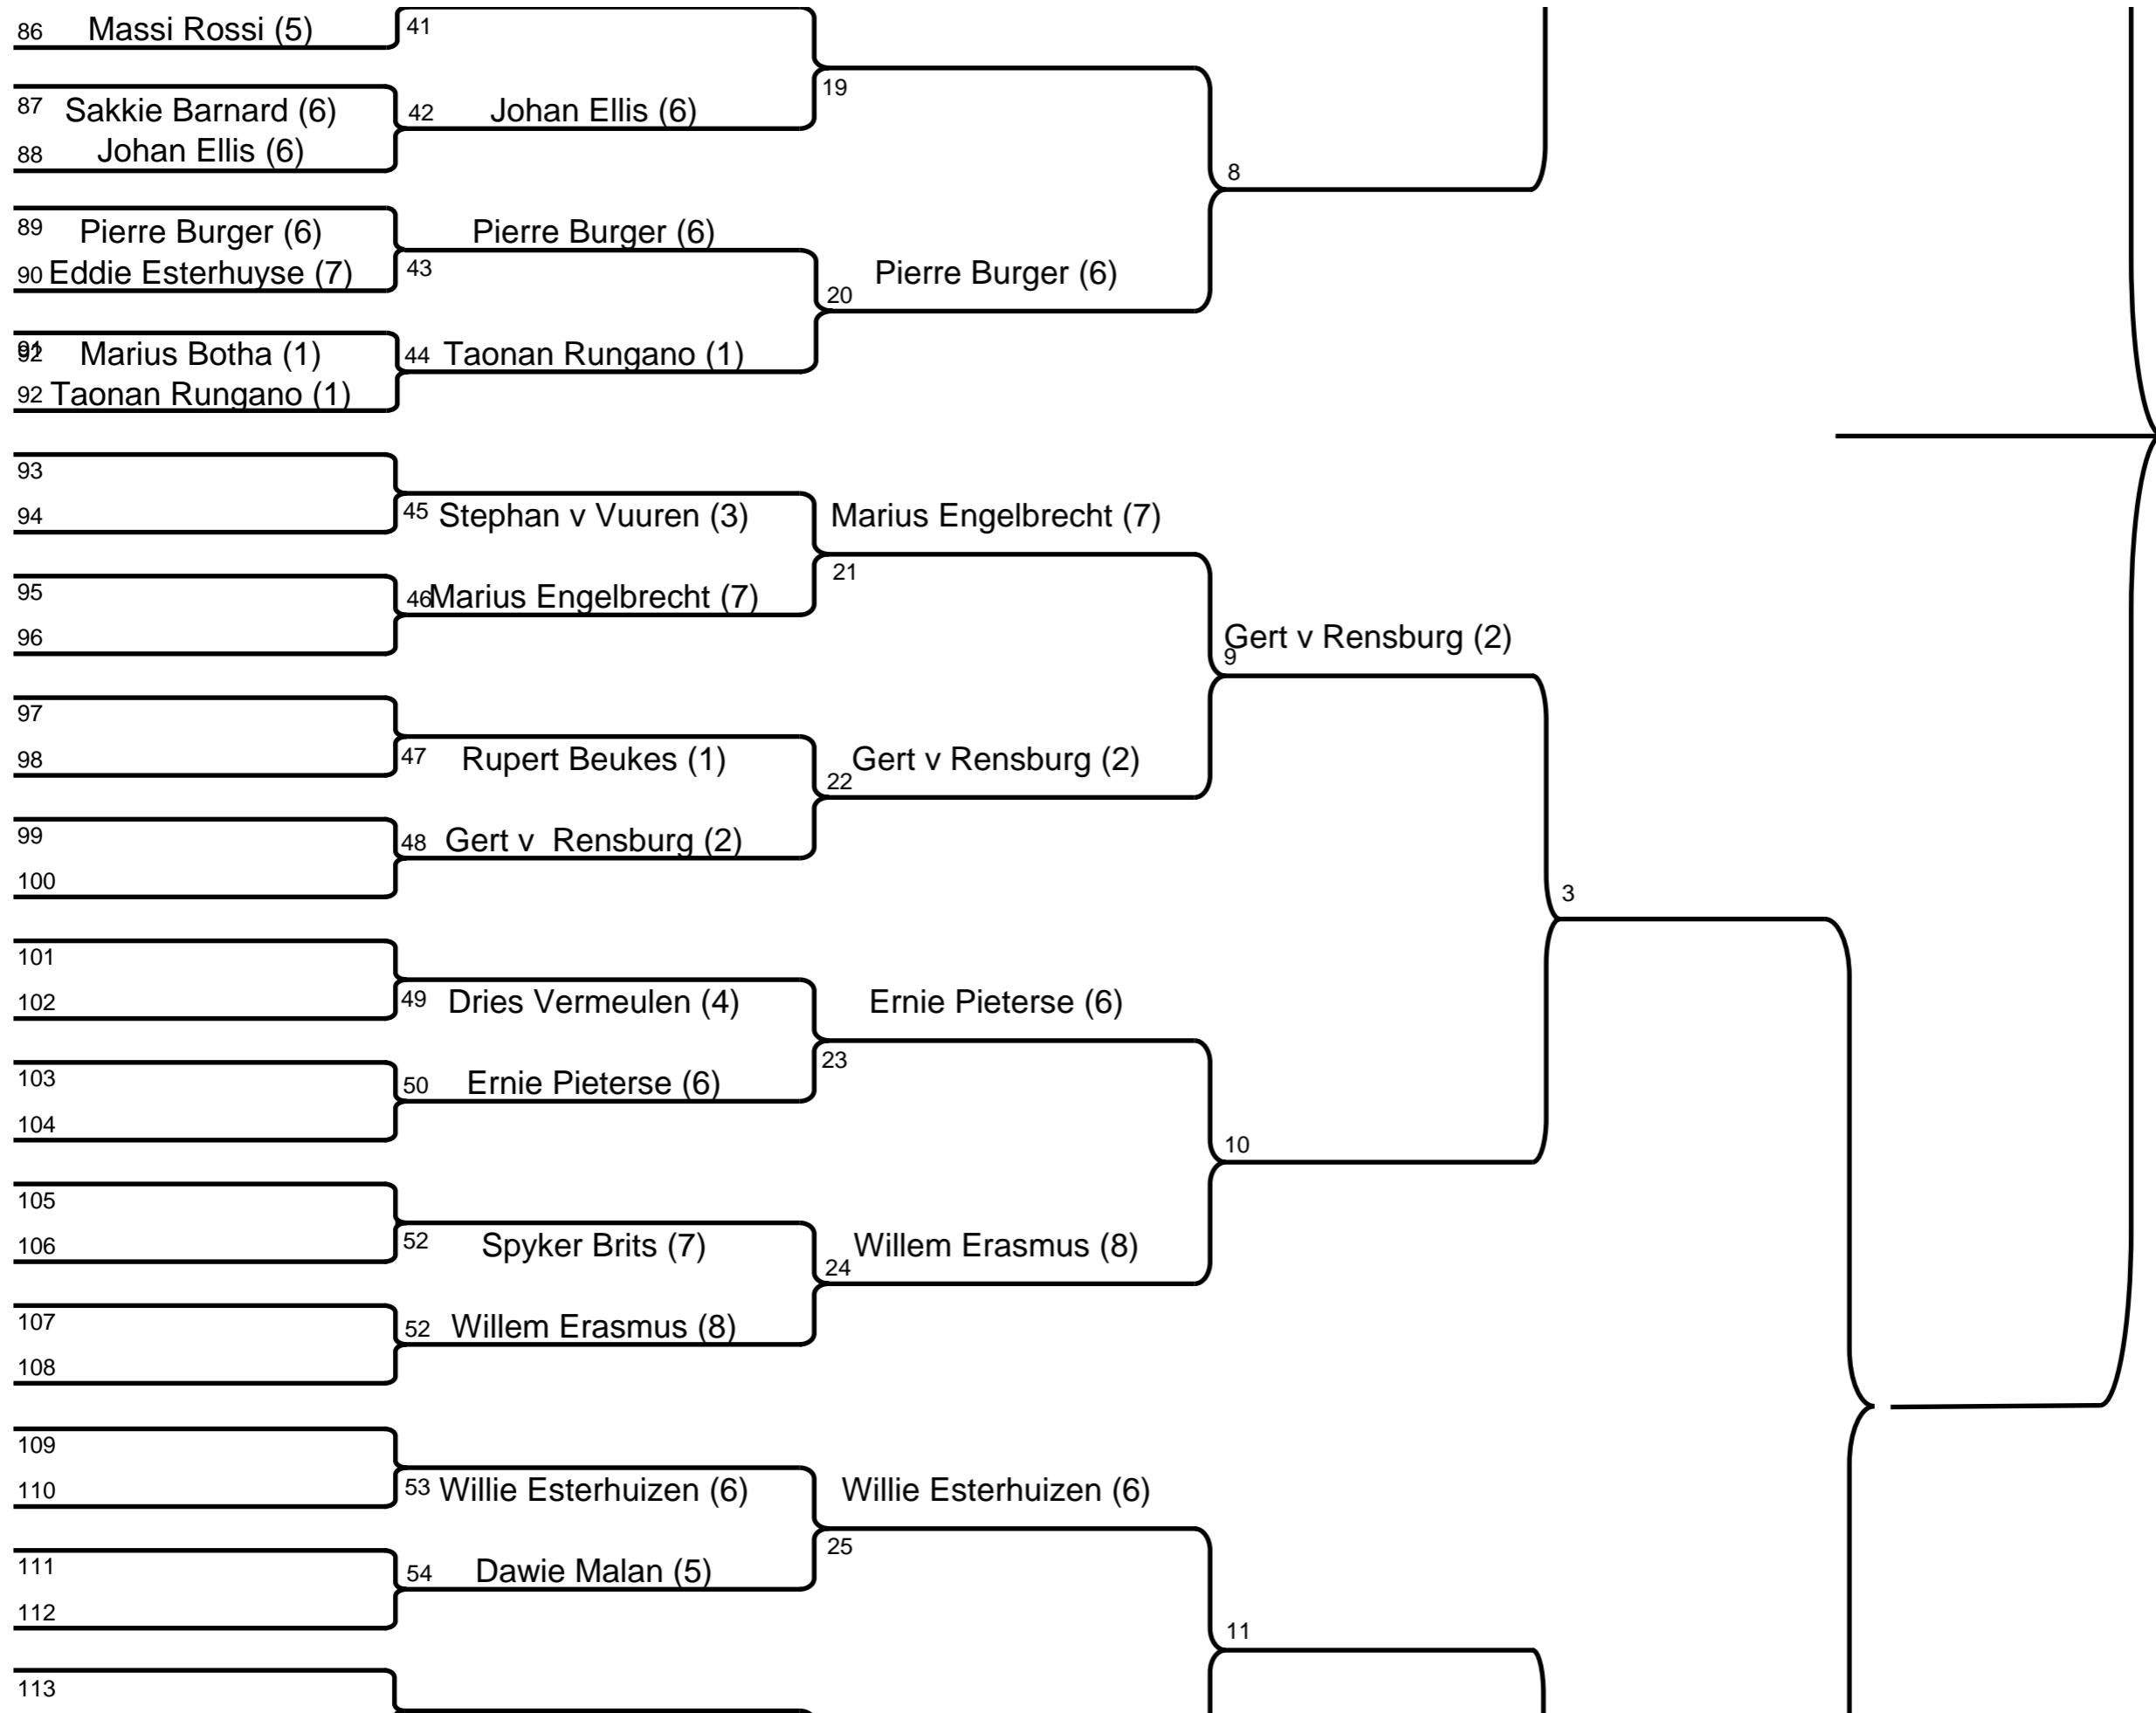 86 Massi Rossi (5) 41
19
87 Sakkie Barnard (6) 42 Johan Ellis (6)
88 Johan Ellis (6)
8
89 Pierre Burger (6) Pierre Burger (6)
90 Eddie Esterhuyse (7) 43 Pierre Burger (6)
20
91
92 Marius Botha (1) 44 Taonan Rungano (1)
92 Taonan Rungano (1)
93
94 45 Stephan v Vuuren (3) Marius Engelbrecht (7)
21
95 46 Marius Engelbrecht (7)
96 Gert v Rensburg (2)
9
97
98 47 Rupert Beukes (1) Gert v Rensburg (2)
22
99 48 Gert v  Rensburg (2)
100
3
101
102 49 Dries Vermeulen (4) Ernie Pieterse (6)
23
103 50 Ernie Pieterse (6)
104
10
105
106 52 Spyker Brits (7) Willem Erasmus (8)
24
107 52 Willem Erasmus (8)
108
109
110 53 Willie Esterhuizen (6) Willie Esterhuizen (6)
25
111 54 Dawie Malan (5)
112
11
113